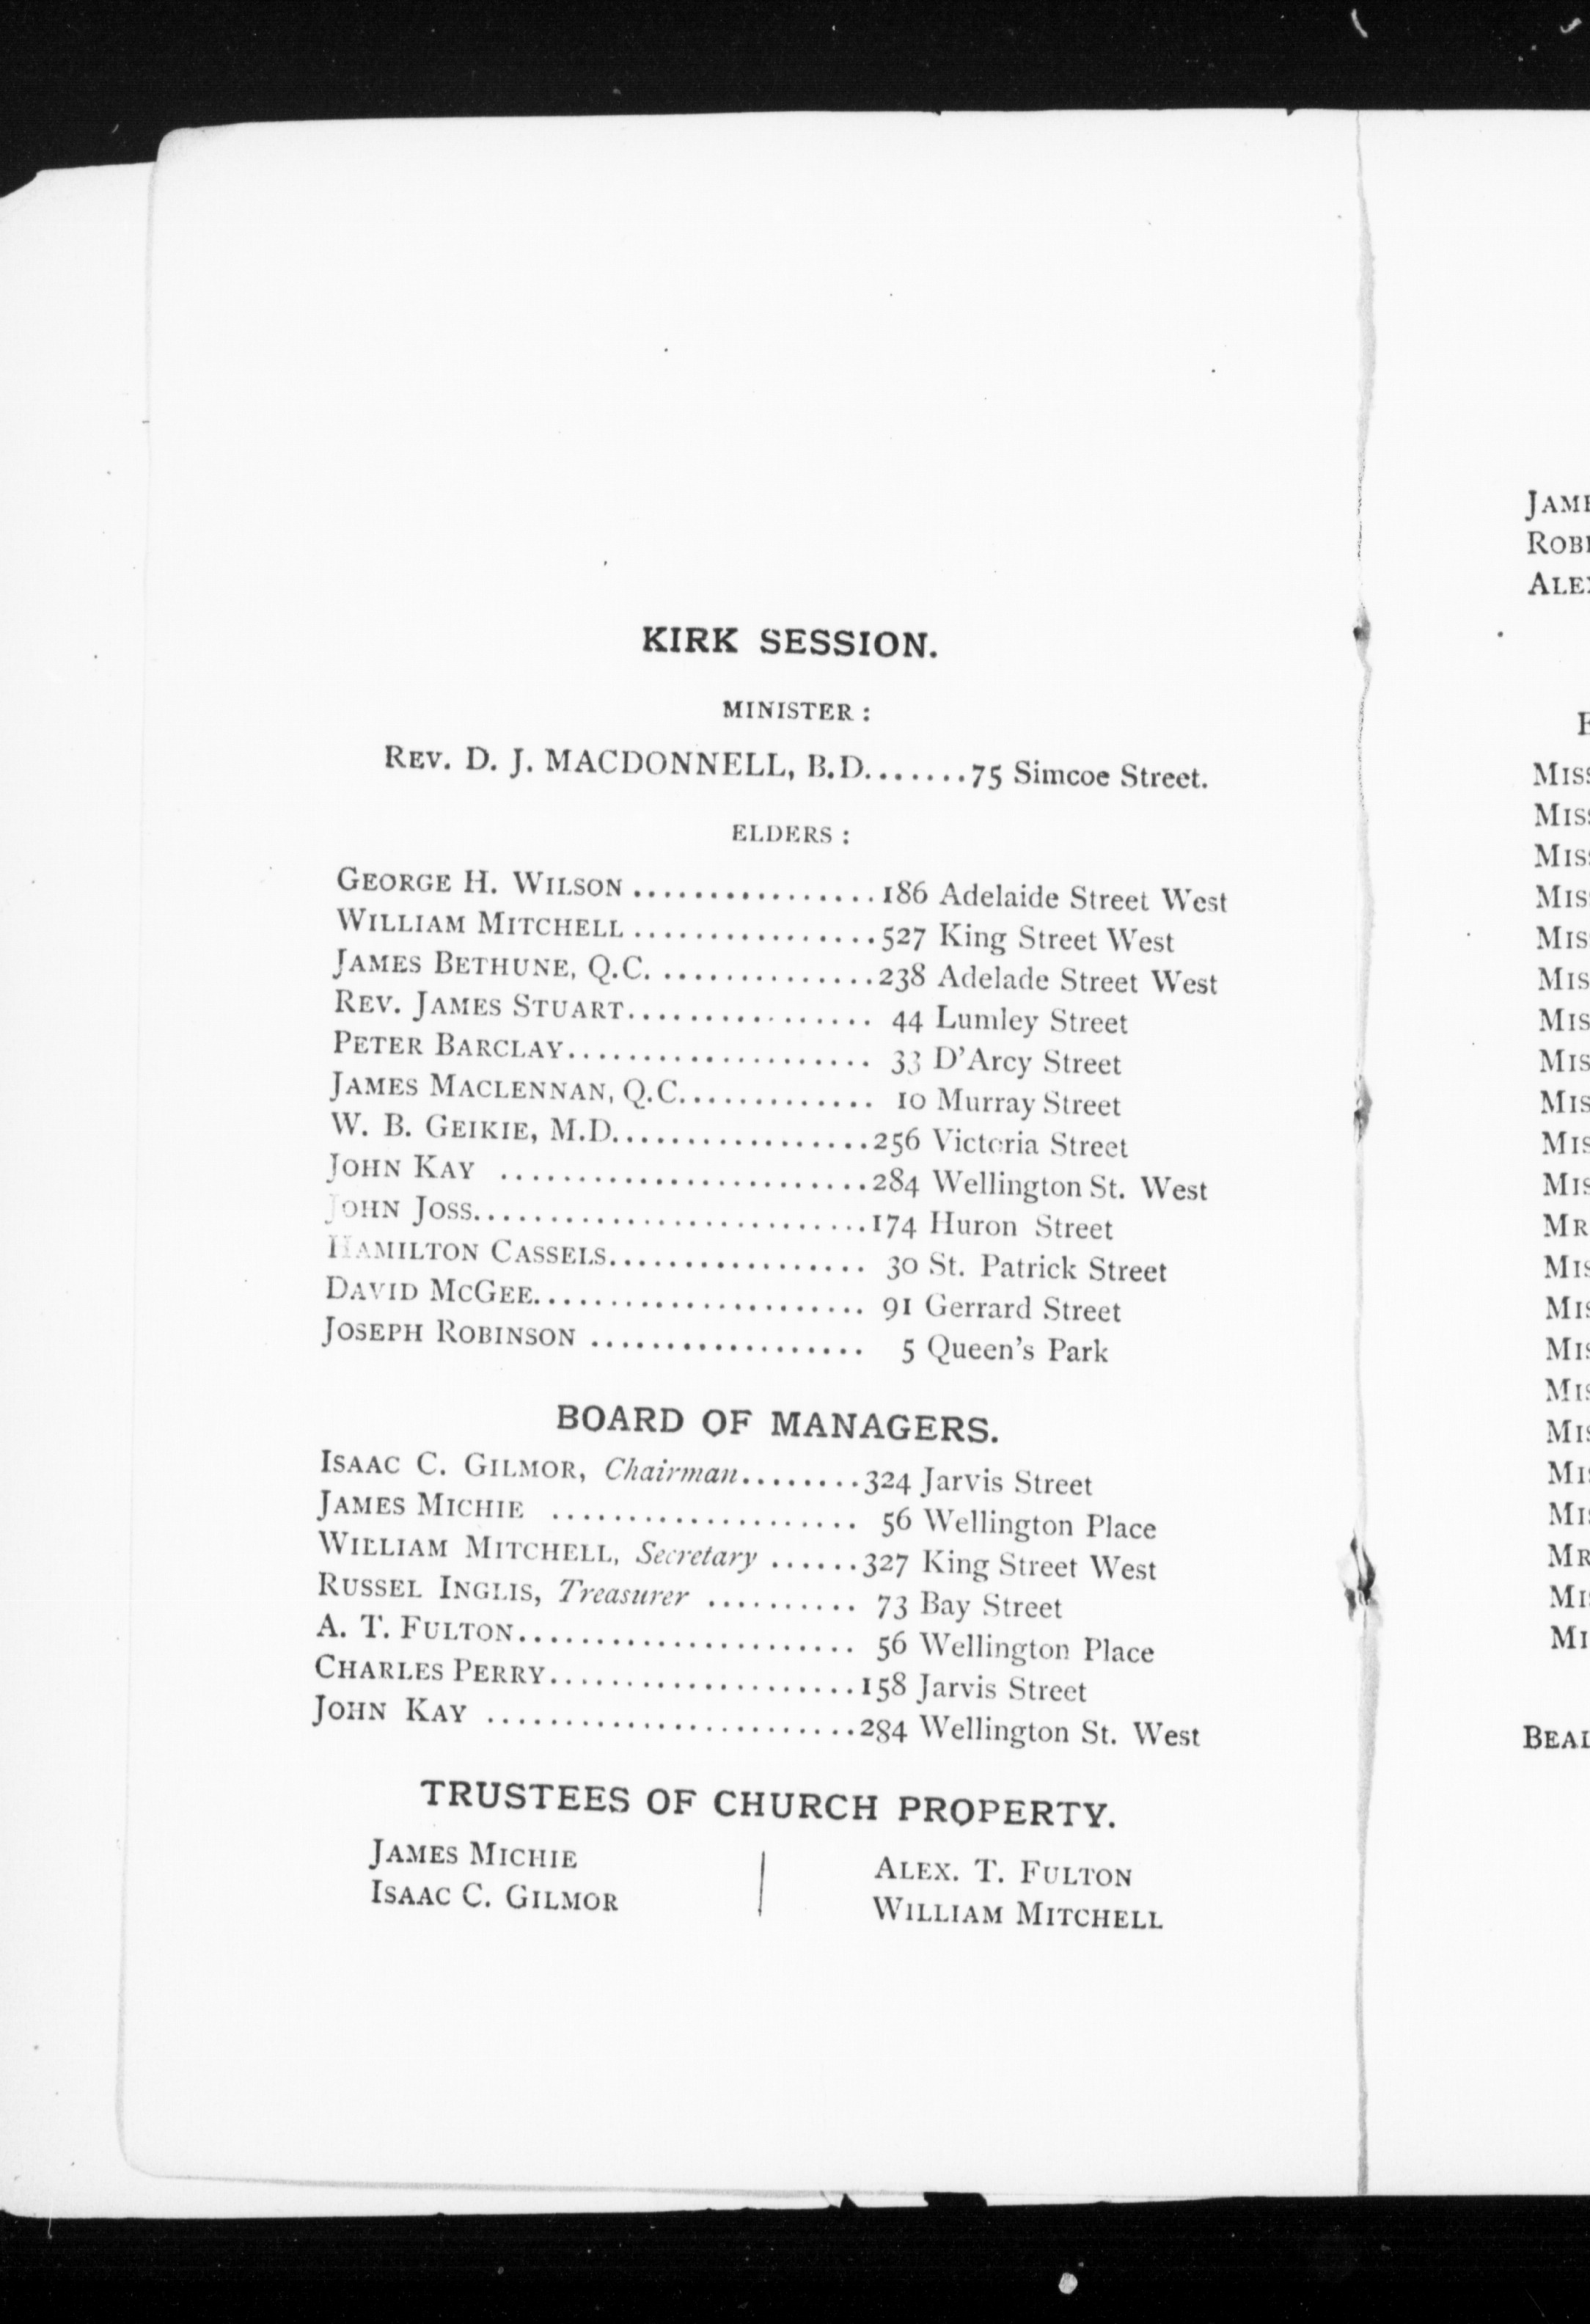 KIRK SESSION.
MINISTER :
REV. D. J. MACDONNELL, B.D.......75 Simcoe Street.
ELDERS :
GEORGE H. WILSON ................186 Adelaide Street West
WILLIAM MITCHELL ................527 King Street West
JAMES BETHUNE, Q.C. ..............238 Adelade Street West
REV. JAMES STUART................ 44 Lumley Street
PETER BARCLAY.................... 33 D'Arcy Street
JAMES MACLENNAN, Q.C............. 10 Murray Street
W. B. GEIKIE, M.D.................256 Victoria Street
JOHN KAY ........................284 Wellington St. West
JOHN JOSS..........................174 Huron Street
HAMILTON CASSELS................. 30 St. Patrick Street
DAVID MCGEE...................... 91 Gerrard Street
JOSEPH ROBINSON .................. 5 Queen's Park
BOARD OF MANAGERS.
ISAAC C. GILMOR, Chairman........324 Jarvis Street
JAMES MICHIE .................... 56 Wellington Place
WILLIAM MITCHELL, Secretary ......327 King Street West
RUSSEL INGLIS, Treasurer .......... 73 Bay Street
A. T. FULTON...................... 56 Wellington Place
CHARLES PERRY....................158 Jarvis Street
JOHN KAY ........................284 Wellington St. West
TRUSTEES OF CHURCH PROPERTY.
JAMES MICHIE
ISAAC C. GILMOR
ALEX. T. FULTON
WILLIAM MITCHELL